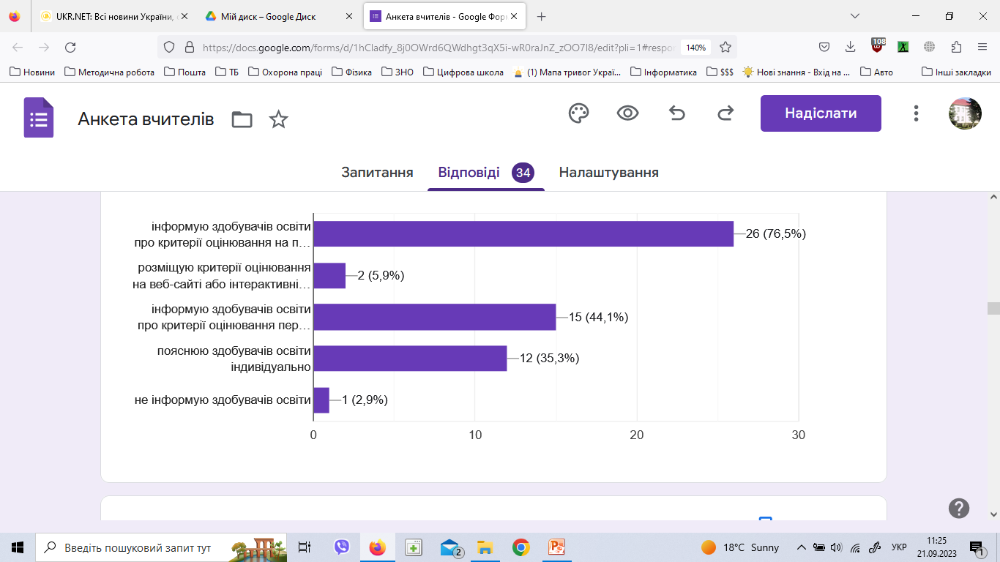 UKR.NET: Всі новини України,
Мій диск – Google Диск
Анкета вчителів - Google Фор
https://docs.google.com/forms/d/1hCladfy_8j0OWrd6QWdhgt3qX5i-wR0raJnZ_zOO7I8/edit?pli=1#respor
140%
108
Новини
Методична робота
Пошта
ТБ
Охорона праці
Фізика
ЗНО
Цифрова школа
(1) Мапа тривог Украї...
Інформатика
$$$
Нові знання - Вхід на ...
Авто
Інші закладки
Анкета вчителів
Надіслати
Запитання
Відповіді 34
Налаштування
інформую здобувачів освіти
про критерії оцінювання на п…
26 (76,5%)
розміщую критерії оцінювання
на веб-сайті або інтерактивні…
2 (5,9%)
інформую здобувачів освіти
про критерії оцінювання пер…
15 (44,1%)
пояснюю здобувачів освіти
індивідуально
12 (35,3%)
не інформую здобувачів освіти
1 (2,9%)
0 10 20 30
Введіть пошуковий запит тут
2
18°C Sunny
УКР
11:25
21.09.2023
1